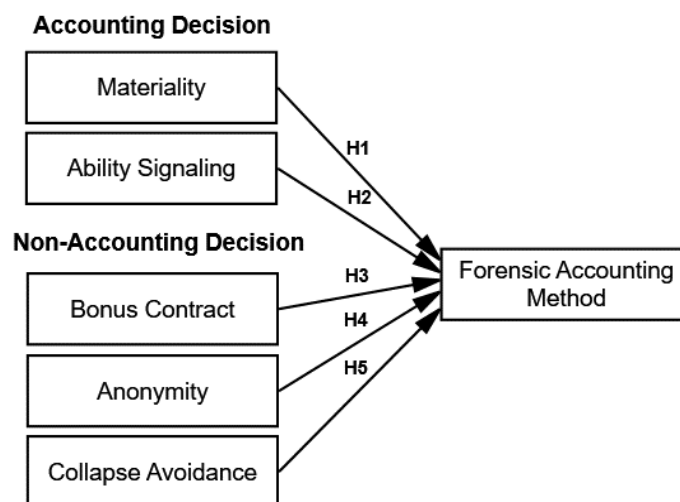 Accounting Decision
Materiality
H1
Ability Signaling
H2
Non-Accounting Decision
Bonus Contract
H3
Forensic Accounting
Method
H4
Anonymity
H5
Collapse Avoidance